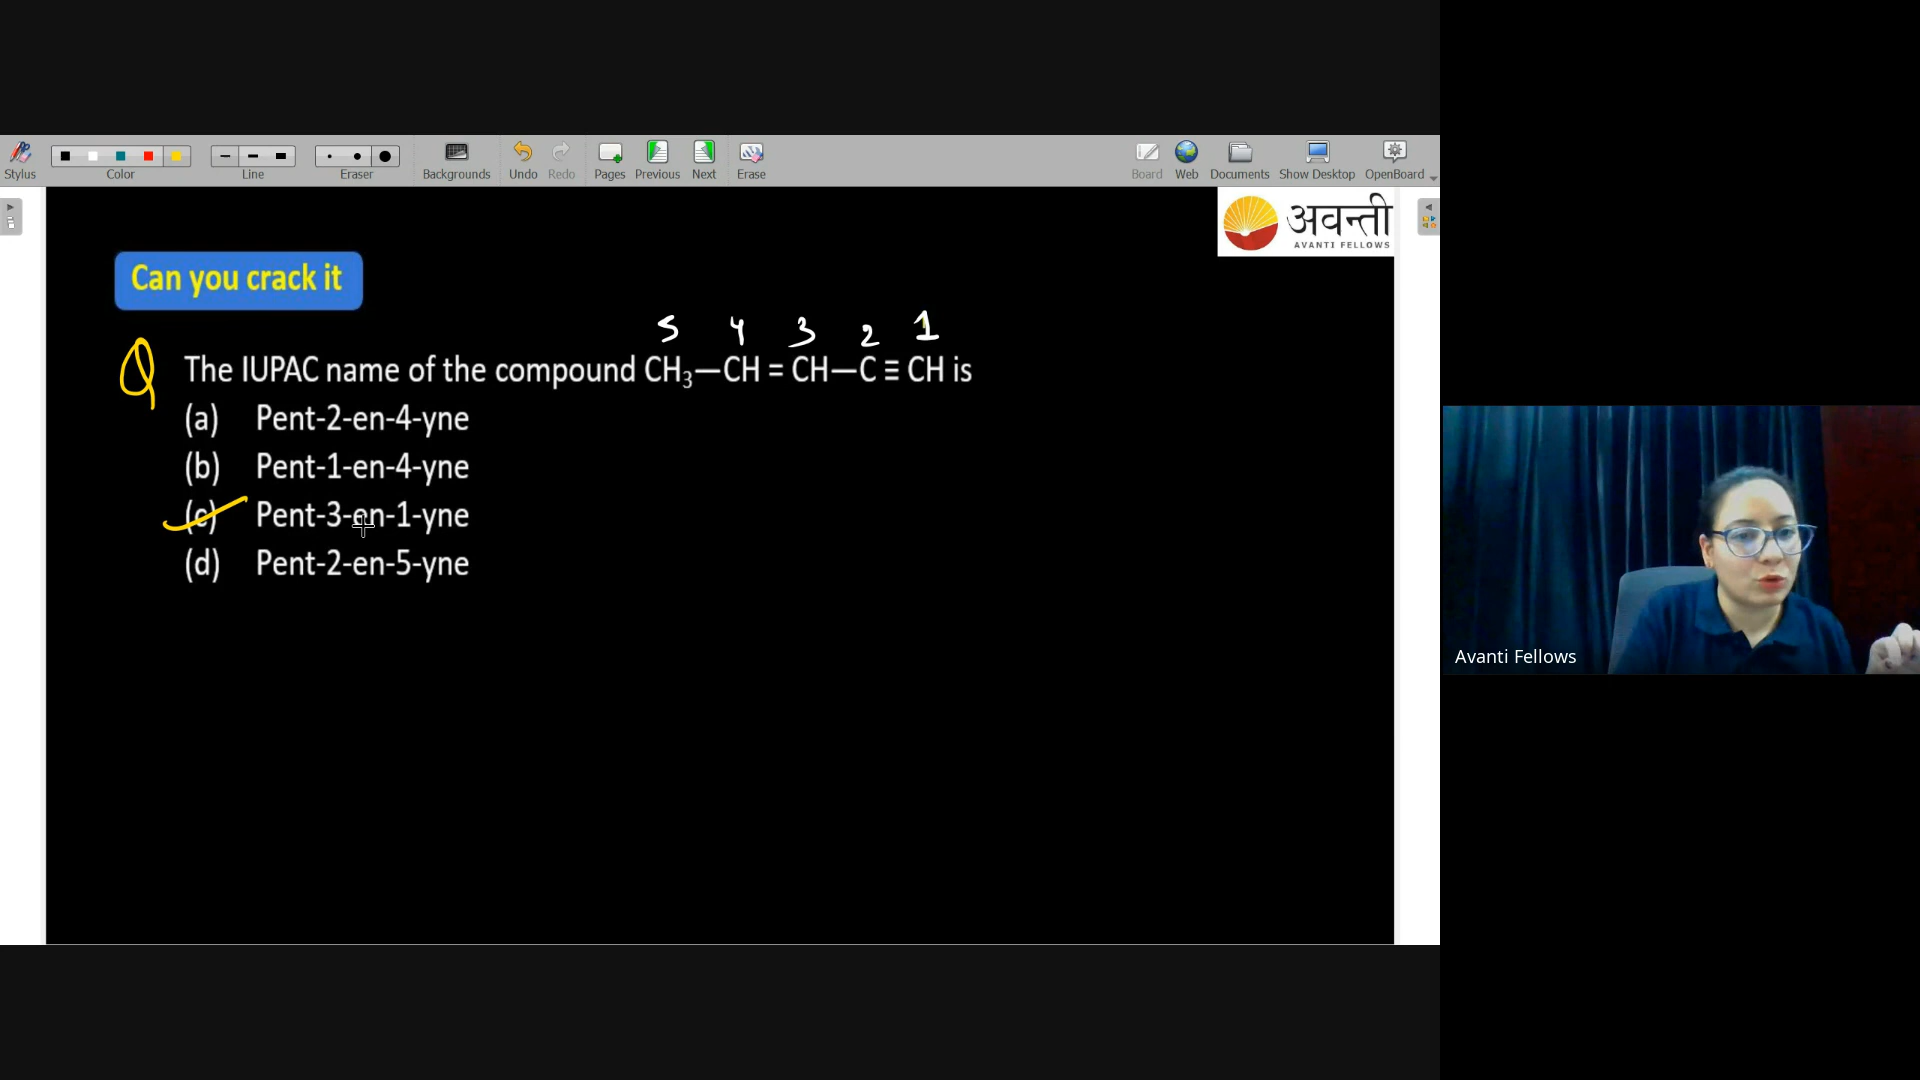 Stylus
Color
Line
Eraser
Backgrounds
Undo
Redo
Pages
Previous
Next
Erase
Board
Web
Documents
Show Desktop
OpenBoard
अवन्ती
AVANTI FELLOWS
Can you crack it
5 4 3 2 1
Q The IUPAC name of the compound CH₃—CH = CH—C ≡ CH is
(a) Pent-2-en-4-yne
(b) Pent-1-en-4-yne
(c) Pent-3-en-1-yne
(d) Pent-2-en-5-yne
Avanti Fellows